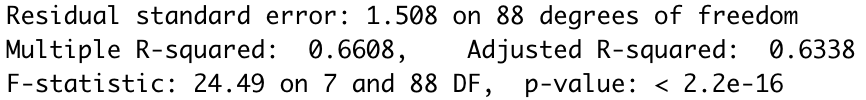 Residual standard error: 1.508 on 88 degrees of freedom
Multiple R-squared:  0.6608,    Adjusted R-squared:  0.6338
F-statistic: 24.49 on 7 and 88 DF,  p-value: < 2.2e-16